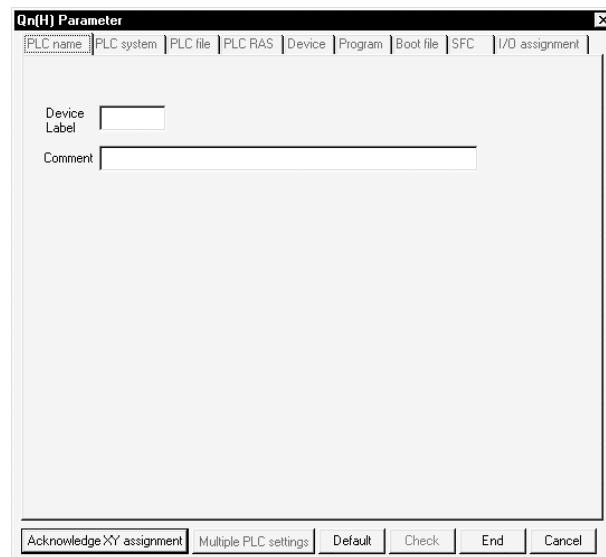 Qn(H) Parameter
PLC name PLC system PLC file PLC RAS Device Program Boot file SFC I/O assignment
Device
Label
Comment
Acknowledge XY assignment Multiple PLC settings Default Check End Cancel